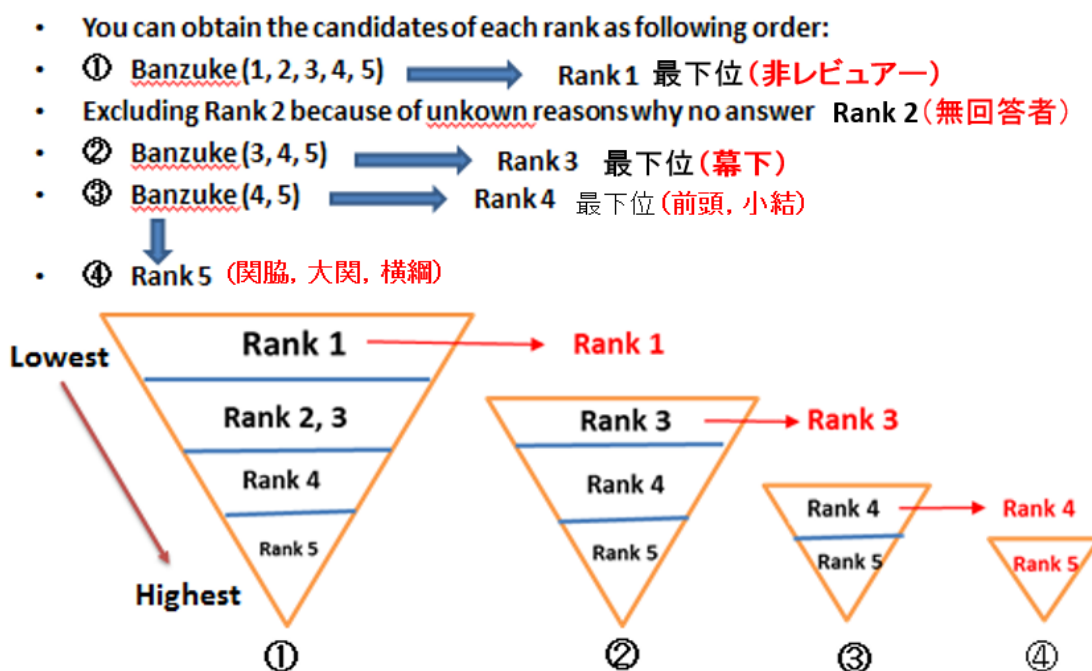 • You can obtain the candidates of each rank as following order:
• ① Banzuke(1, 2, 3, 4, 5) Rank 1 最下位(非レビュアー)
• Excluding Rank 2 because of unkown reasons why no answer Rank 2(無回答者)
• ② Banzuke(3, 4, 5) Rank 3 最下位(幕下)
• ③ Banzuke(4, 5) Rank 4 最下位(前頭, 小結)
• ④ Rank 5 (関脇, 大関, 横綱)
Lowest
Highest
Rank 1
Rank 2, 3
Rank 4
Rank 5
①
Rank 1
Rank 3
Rank 4
Rank 5
②
Rank 3
Rank 4
Rank 5
③
Rank 4
Rank 5
④